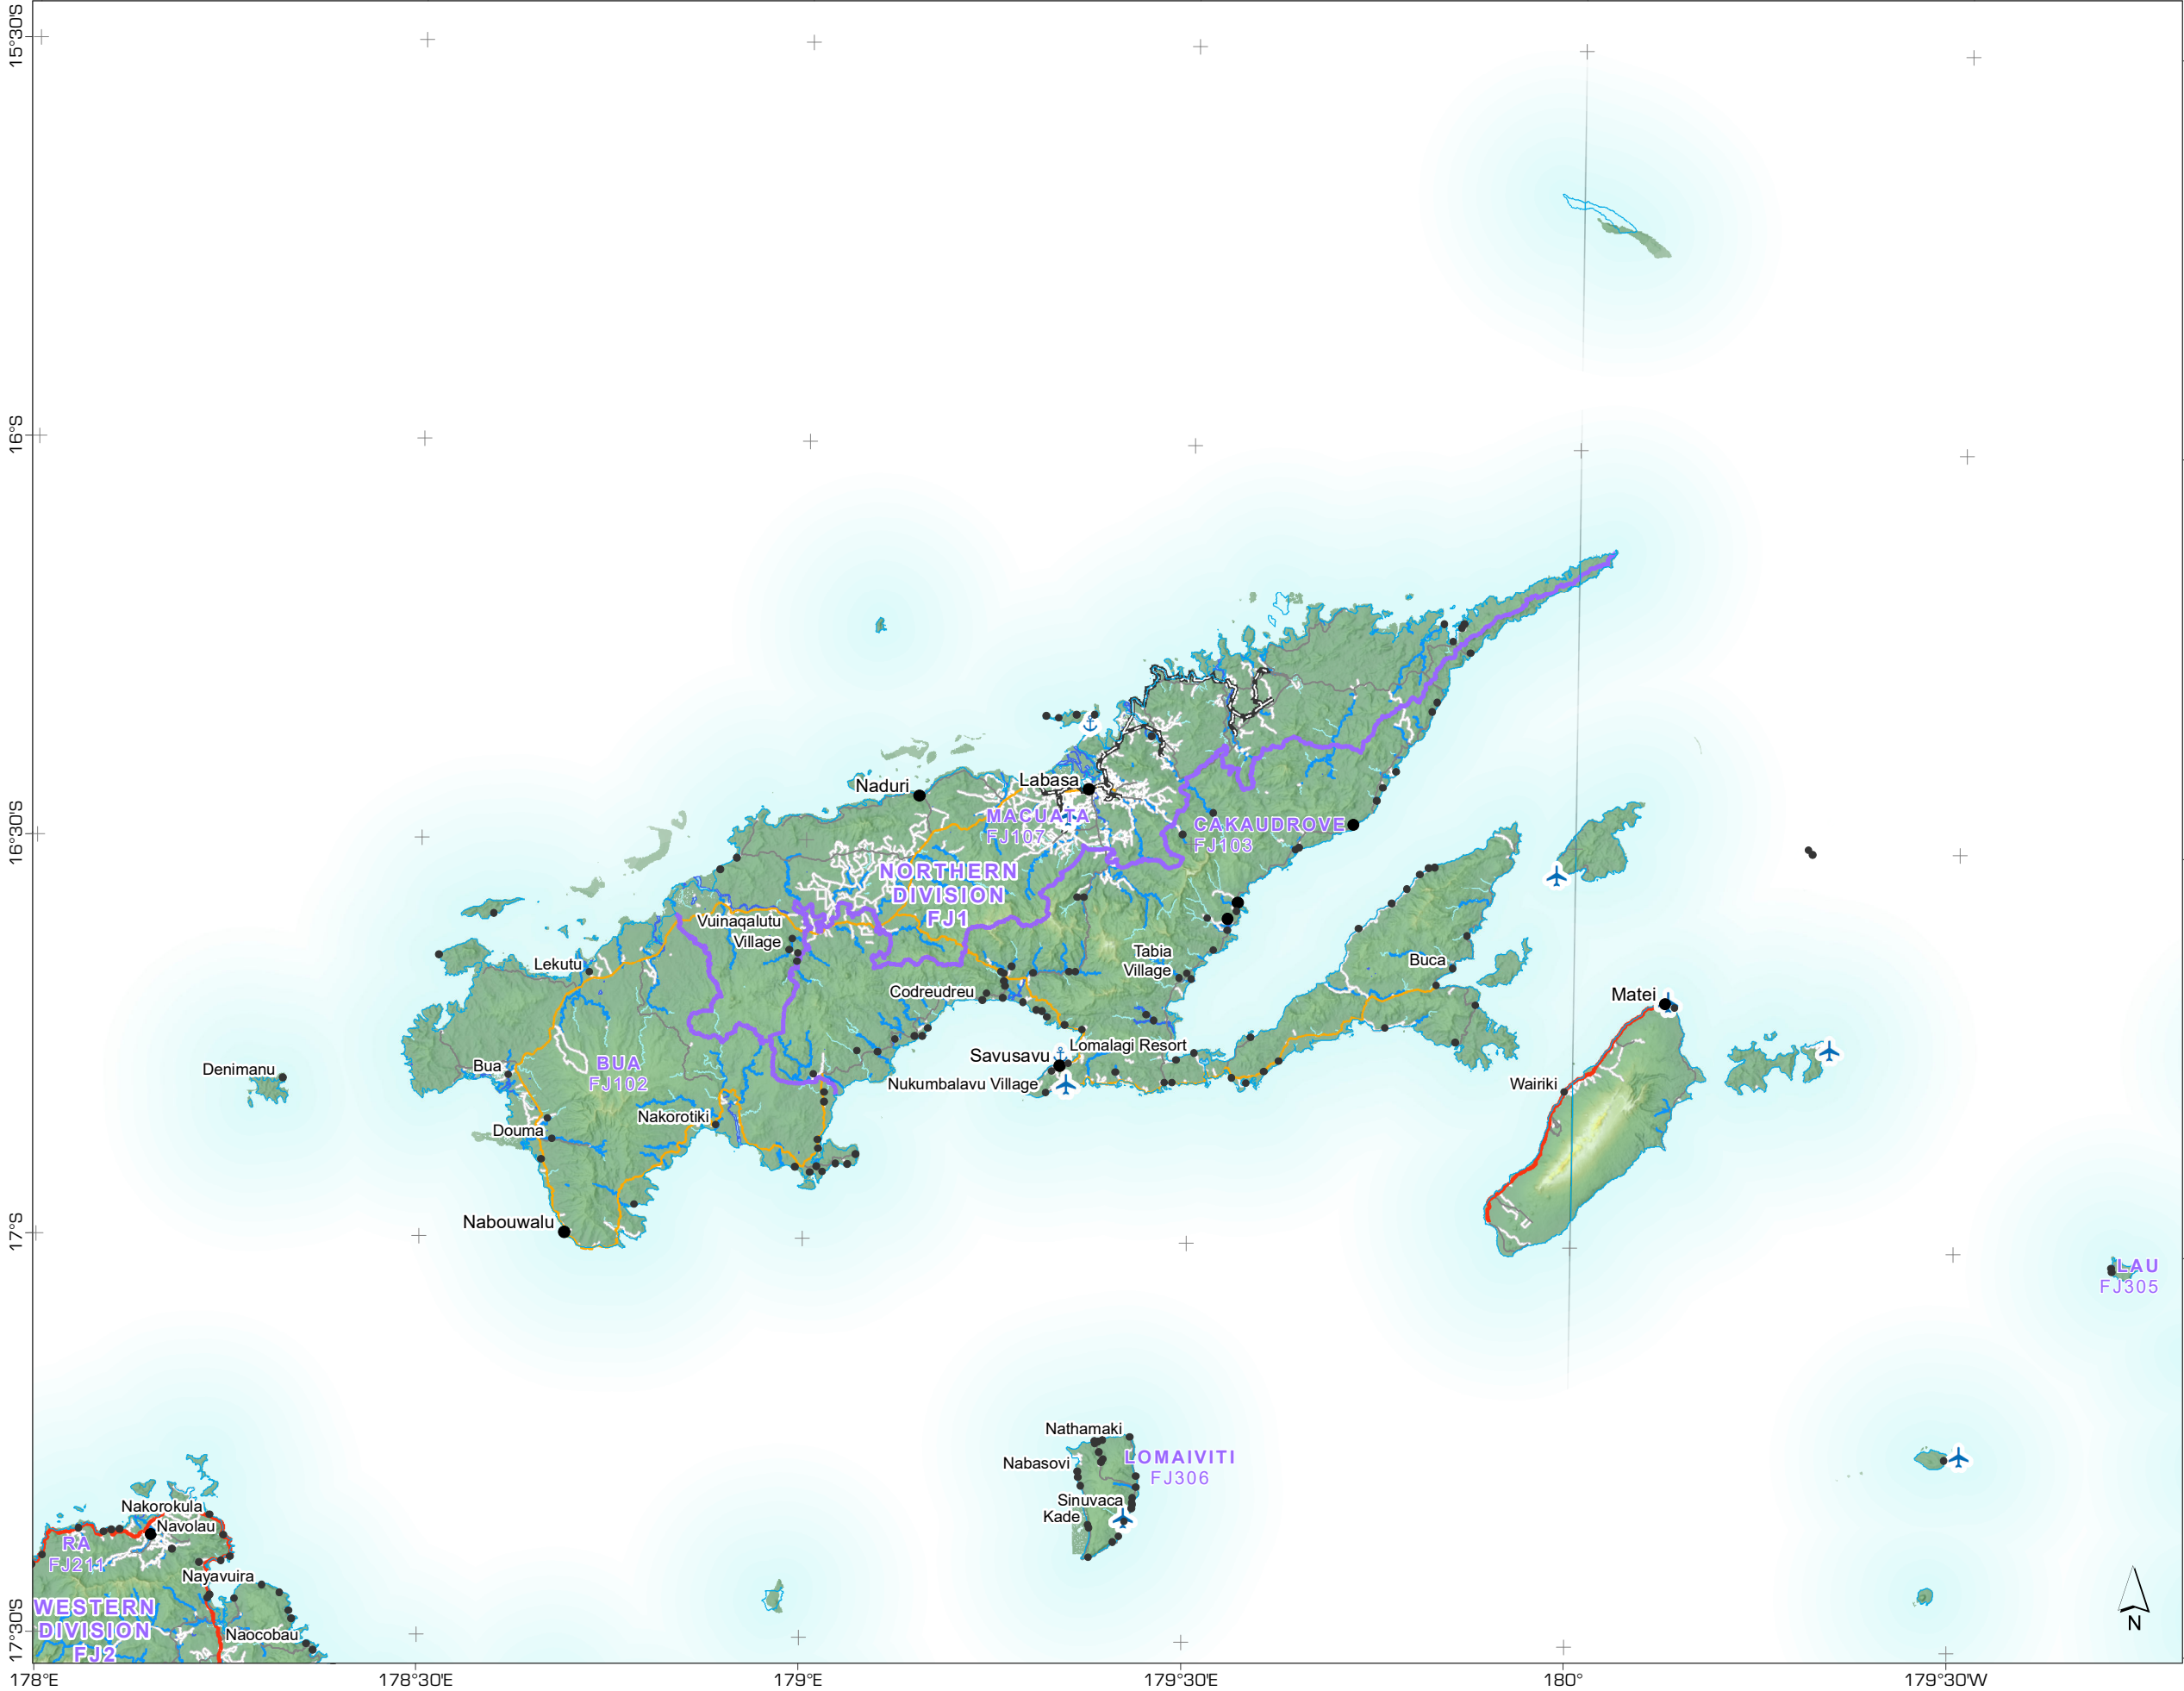 15°30'S
16°S
16°30'S
17°S
17°30'S
Naduri
Labasa
MACUATA
FJ107
CAKAUDROVE
FJ103
NORTHERN
DIVISION
FJ1
Vuinaqalutu
Village
Lekutu
Tabia
Village
Buca
Codreudreu
Matei
Denimanu
Bua
BUA
FJ102
Savusavu
Lomalagi Resort
Nukumbalavu Village
Wairiki
Nakorotiki
Douma
Nabouwalu
LAU
FJ305
Nathamaki
Nabasovi
LOMAIVITI
FJ306
Sinuvaca
Kade
Nakorokula
Navolau
RA
FJ211
Nayavuira
WESTERN
DIVISION
FJ2
Naocobau
N
178°E
178°30'E
179°E
179°30'E
180°
179°30'W